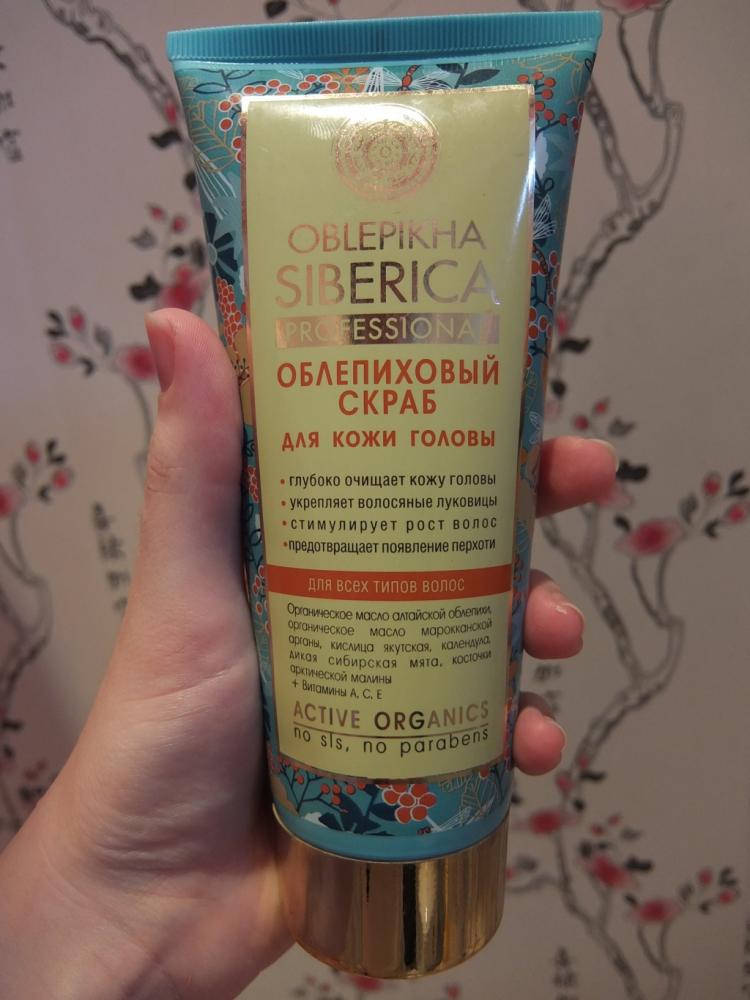 OBLEPIKHA
SIBERICA
PROFESSIONAL
ОБЛЕПИХОВЫЙ
СКРАБ
ДЛЯ КОЖИ ГОЛОВЫ
• глубоко очищает кожу головы
• укрепляет волосяные луковицы
• стимулирует рост волос
• предотвращает появление перхоти
ДЛЯ ВСЕХ ТИПОВ ВОЛОС
Органическое масло алтайской облепихи,
органическое масло марокканской
арганы, кислица якутская, календула,
дикая сибирская мята, косточки
арктической малины
+ Витамины А, С, Е
ACTIVE ORGANICS
no sls, no parabens